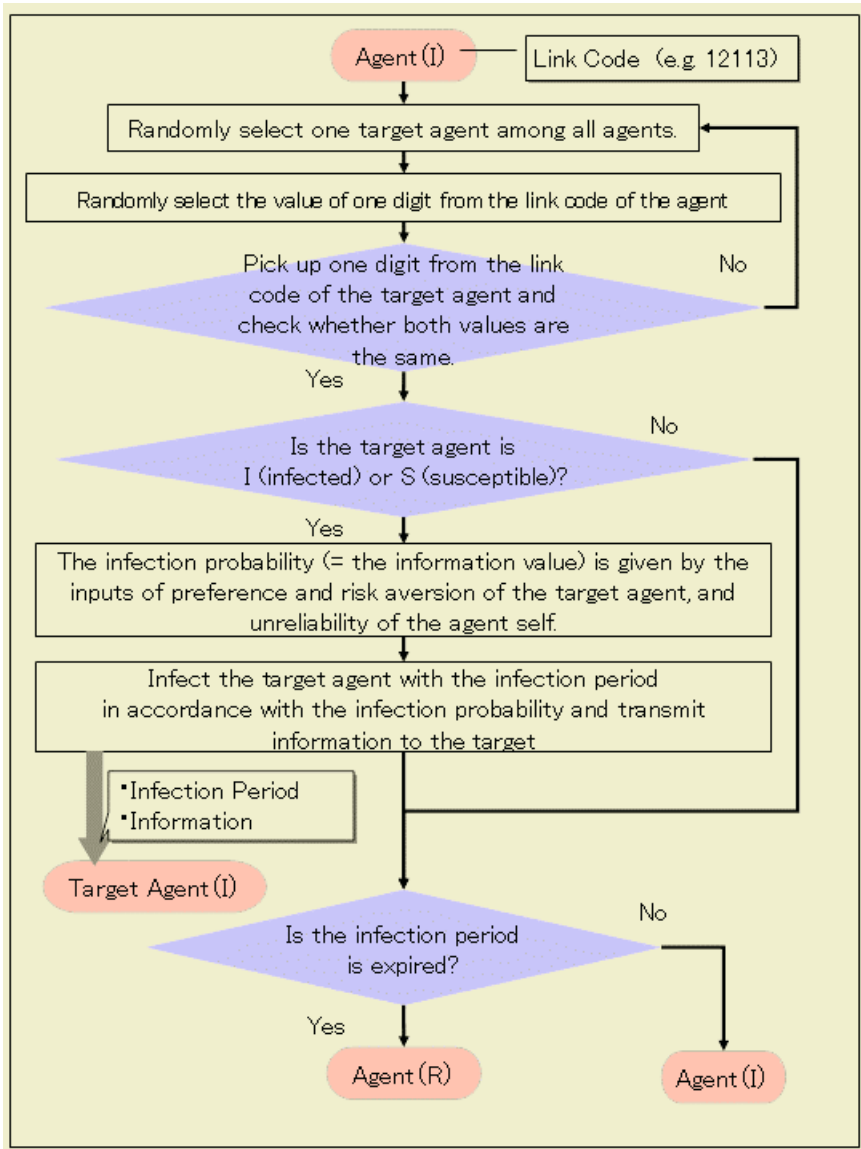 Agent(I)
Link Code (e.g. 12113)
Randomly select one target agent among all agents.
Randomly select the value of one digit from the link code of the agent
Pick up one digit from the link
code of the target agent and
check whether both values are
the same.
No
Yes
Is the target agent is
I (infected) or S (susceptible)?
No
Yes
The infection probability (= the information value) is given by the
inputs of preference and risk aversion of the target agent, and
unreliability of the agent self.
Infect the target agent with the infection period
in accordance with the infection probability and transmit
information to the target
▪Infection Period
▪Information
Target Agent(I)
Is the infection period
is expired?
No
Yes
Agent(R)
Agent(I)